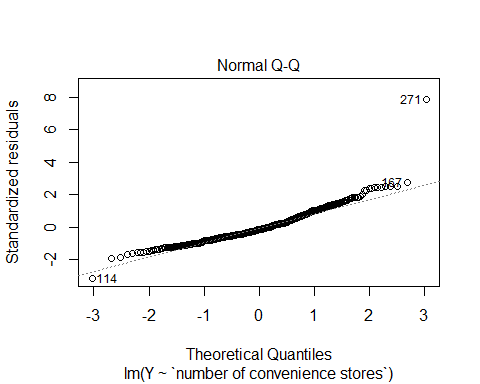 Normal Q-Q
Standardized residuals
8
6
4
2
0
-2
271
167
114
-3 -2 -1 0 1 2 3
Theoretical Quantiles
lm(Y ~ `number of convenience stores`)